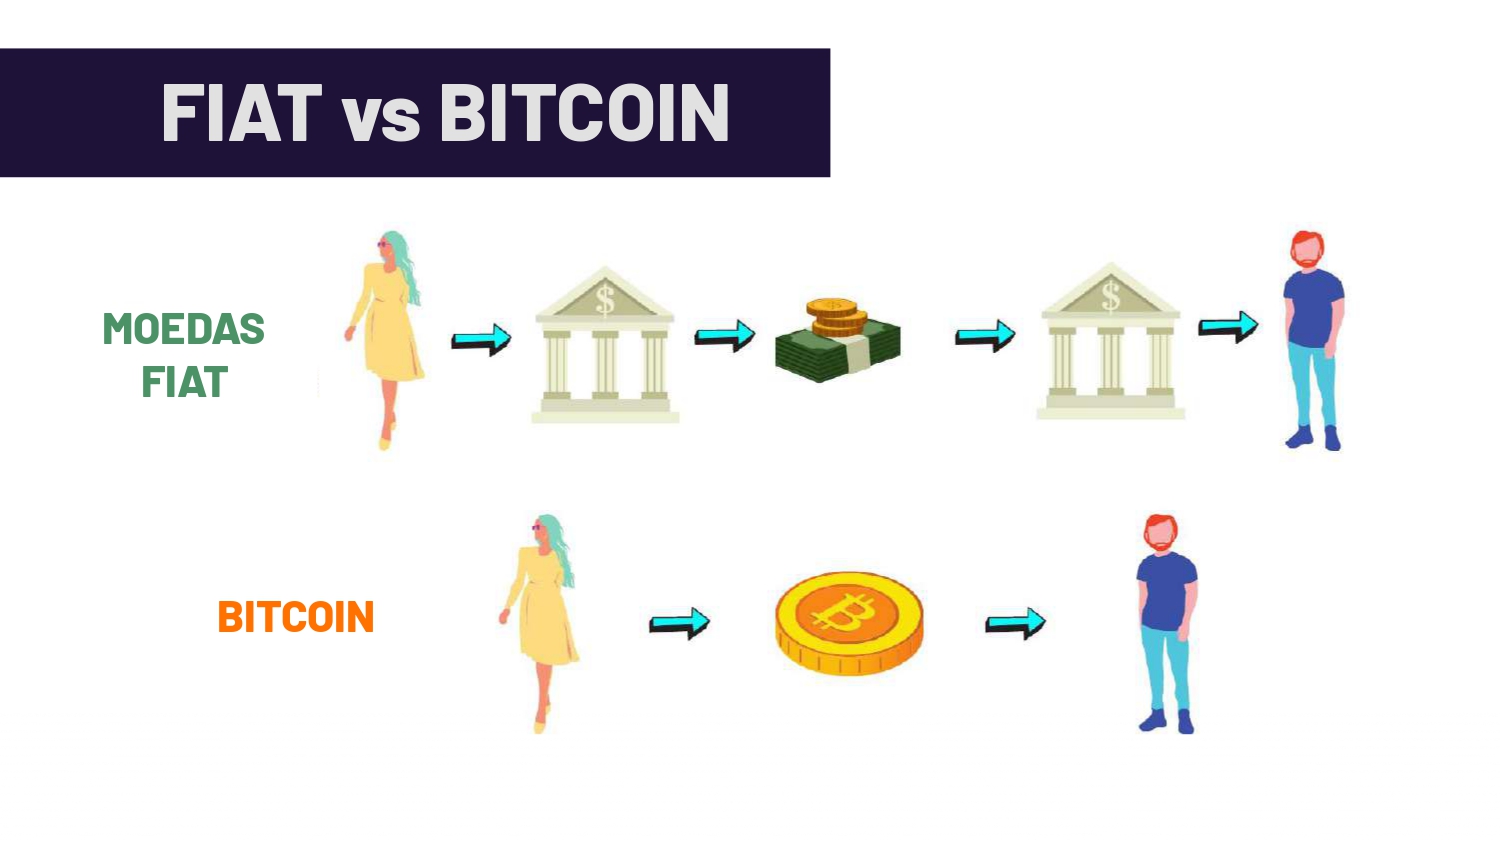 FIAT vs BITCOIN
MOEDAS
FIAT
$
$
BITCOIN